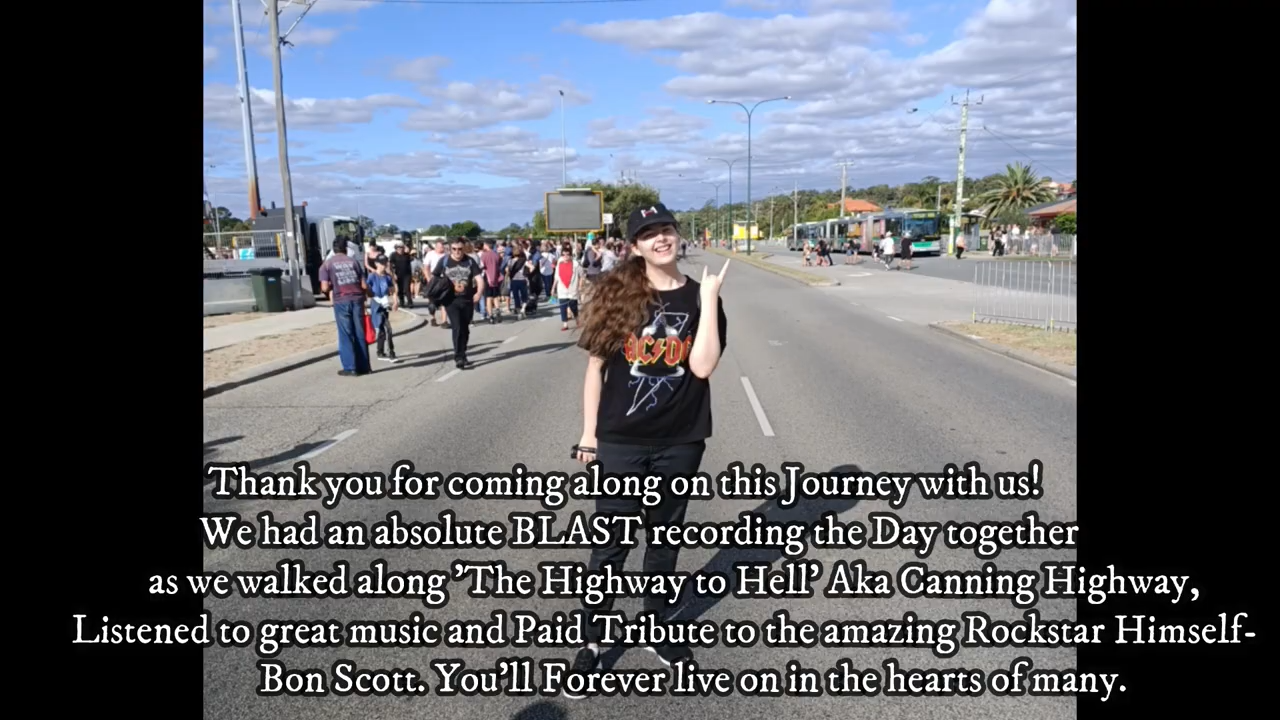 AC/DC
Thank you for coming along on this Journey with us!
We had an absolute BLAST recording the Day together
as we walked along 'The Highway to Hell' Aka Canning Highway,
Listened to great music and Paid Tribute to the amazing Rockstar Himself-
Bon Scott. You'll Forever live on in the hearts of many.